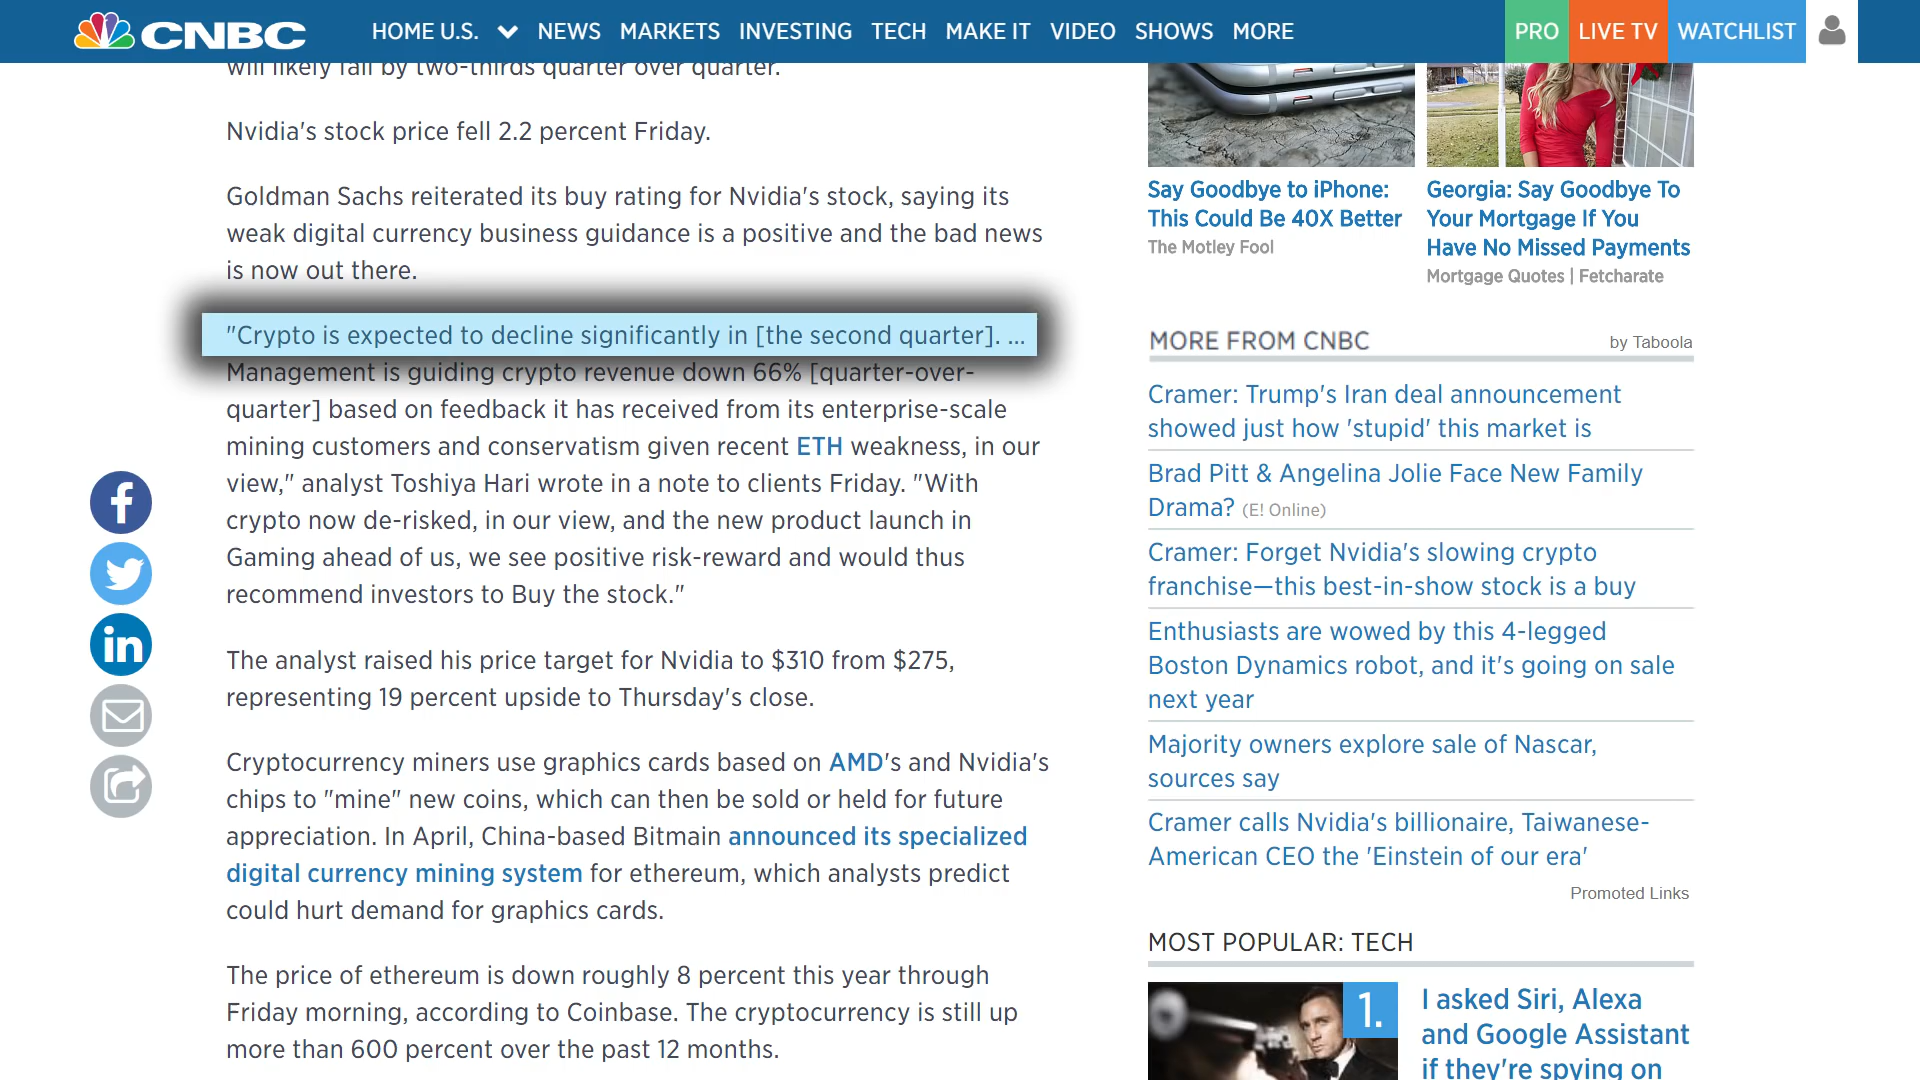 CNBC
HOME U.S. NEWS MARKETS INVESTING TECH MAKE IT VIDEO SHOWS MORE
PRO LIVE TV WATCHLIST
will likely fall by two-thirds quarter over quarter.
Nvidia's stock price fell 2.2 percent Friday.
Goldman Sachs reiterated its buy rating for Nvidia's stock, saying its
weak digital currency business guidance is a positive and the bad news
is now out there.
"Crypto is expected to decline significantly in [the second quarter]. ...
Management is guiding crypto revenue down 66% [quarter-over-
quarter] based on feedback it has received from its enterprise-scale
mining customers and conservatism given recent ETH weakness, in our
view," analyst Toshiya Hari wrote in a note to clients Friday. "With
crypto now de-risked, in our view, and the new product launch in
Gaming ahead of us, we see positive risk-reward and would thus
recommend investors to Buy the stock."
The analyst raised his price target for Nvidia to $310 from $275,
representing 19 percent upside to Thursday's close.
Cryptocurrency miners use graphics cards based on AMD's and Nvidia's
chips to "mine" new coins, which can then be sold or held for future
appreciation. In April, China-based Bitmain announced its specialized
digital currency mining system for ethereum, which analysts predict
could hurt demand for graphics cards.
The price of ethereum is down roughly 8 percent this year through
Friday morning, according to Coinbase. The cryptocurrency is still up
more than 600 percent over the past 12 months.
f
in
Say Goodbye to iPhone:
This Could Be 40X Better
The Motley Fool
Georgia: Say Goodbye To
Your Mortgage If You
Have No Missed Payments
Mortgage Quotes | Fetcharate
MORE FROM CNBC
by Taboola
Cramer: Trump's Iran deal announcement
showed just how 'stupid' this market is
Brad Pitt & Angelina Jolie Face New Family
Drama? (E! Online)
Cramer: Forget Nvidia's slowing crypto
franchise—this best-in-show stock is a buy
Enthusiasts are wowed by this 4-legged
Boston Dynamics robot, and it's going on sale
next year
Majority owners explore sale of Nascar,
sources say
Cramer calls Nvidia's billionaire, Taiwanese-
American CEO the 'Einstein of our era'
Promoted Links
MOST POPULAR: TECH
1.
I asked Siri, Alexa
and Google Assistant
if they're spying on